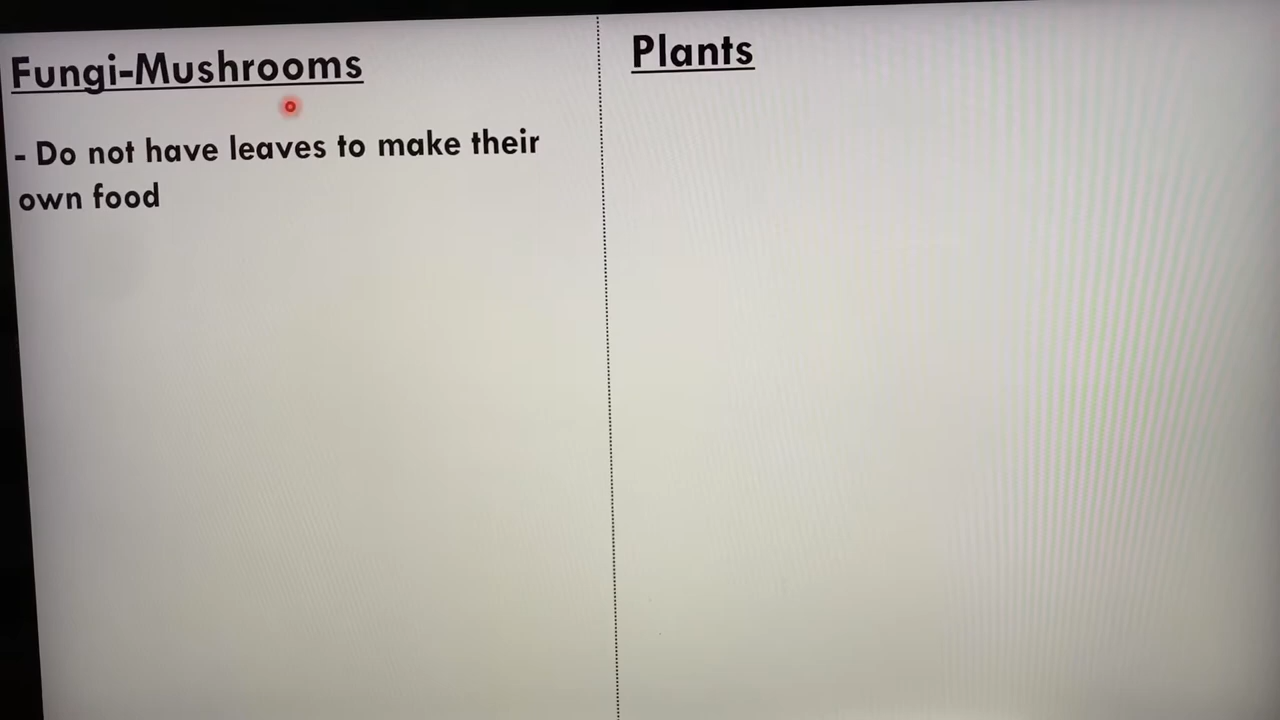 Fungi-Mushrooms
- Do not have leaves to make their
own food
Plants